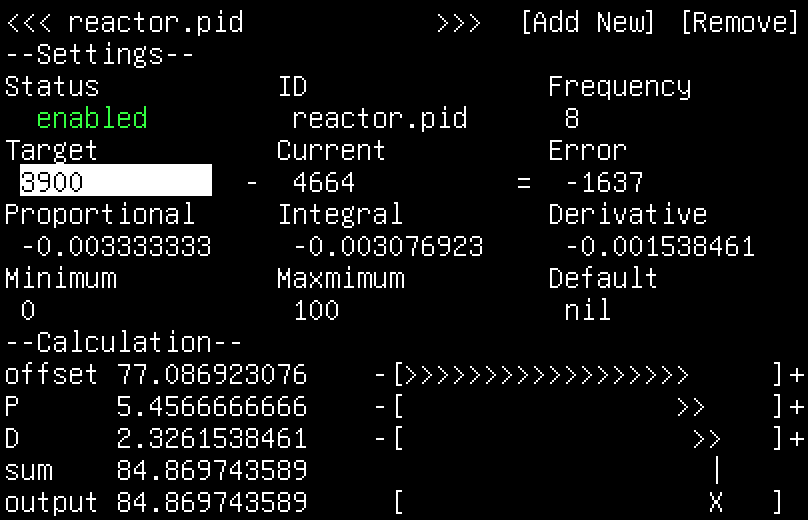 <<< reactor.pid >>> [Add New] [Remove]
--Settings--
Status ID Frequency
enabled reactor.pid 8
Target Current Error
3900 - 4664 = -1637
Proportional Integral Derivative
-0.003333333 -0.003076923 -0.001538461
Minimum Maxmimum Default
0 100 nil
--Calculation--
offset 77.086923076 -[>>>>>>>>>>>>>>>>>> ]+
P 5.4566666666 -[ >> ]+
D 2.3261538461 -[ >> ]+
sum 84.869743589 |
output 84.869743589 [ X ]